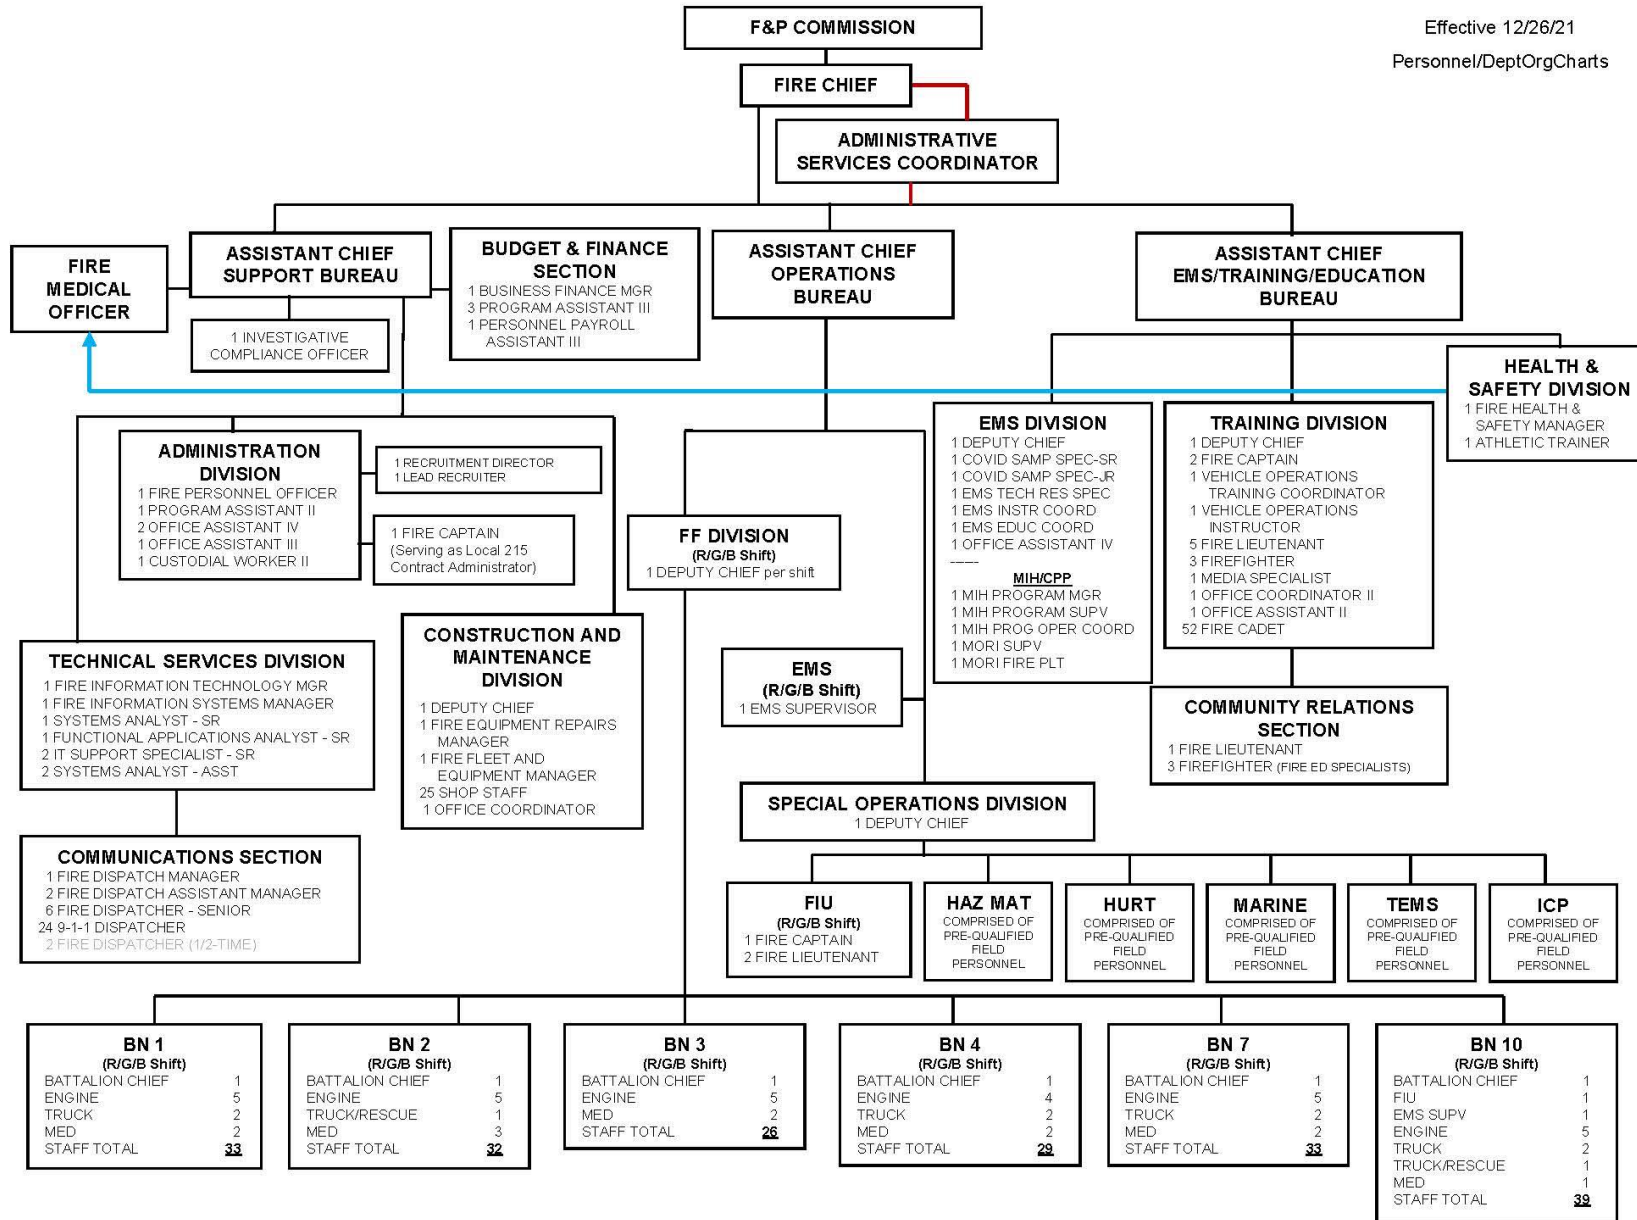 F&P COMMISSION
Effective 12/26/21
Personnel/DeptOrgCharts
FIRE CHIEF
ADMINISTRATIVE
SERVICES COORDINATOR
FIRE
MEDICAL
OFFICER
ASSISTANT CHIEF
SUPPORT BUREAU
1 INVESTIGATIVE
COMPLIANCE OFFICER
BUDGET & FINANCE
SECTION
1 BUSINESS FINANCE MGR
3 PROGRAM ASSISTANT III
1 PERSONNEL PAYROLL
ASSISTANT III
ASSISTANT CHIEF
OPERATIONS
BUREAU
ASSISTANT CHIEF
EMS/TRAINING/EDUCATION
BUREAU
HEALTH &
SAFETY DIVISION
1 FIRE HEALTH &
SAFETY MANAGER
1 ATHLETIC TRAINER
ADMINISTRATION
DIVISION
1 FIRE PERSONNEL OFFICER
1 PROGRAM ASSISTANT II
2 OFFICE ASSISTANT IV
1 OFFICE ASSISTANT III
1 CUSTODIAL WORKER II
1 RECRUITMENT DIRECTOR
1 LEAD RECRUITER
1 FIRE CAPTAIN
(Serving as Local 215
Contract Administrator)
FF DIVISION
(R/G/B Shift)
1 DEPUTY CHIEF per shift
EMS DIVISION
1 DEPUTY CHIEF
1 COVID SAMP SPEC-SR
1 COVID SAMP SPEC-JR
1 EMS TECH RES SPEC
1 EMS INSTR COORD
1 EMS EDUC COORD
1 OFFICE ASSISTANT IV
------
MIH/CPP
1 MIH PROGRAM MGR
1 MIH PROGRAM SUPV
1 MIH PROG OPER COORD
1 MORI SUPV
1 MORI FIRE PLT
TRAINING DIVISION
1 DEPUTY CHIEF
2 FIRE CAPTAIN
1 VEHICLE OPERATIONS
TRAINING COORDINATOR
1 VEHICLE OPERATIONS
INSTRUCTOR
5 FIRE LIEUTENANT
3 FIREFIGHTER
1 MEDIA SPECIALIST
1 OFFICE COORDINATOR II
1 OFFICE ASSISTANT II
52 FIRE CADET
TECHNICAL SERVICES DIVISION
1 FIRE INFORMATION TECHNOLOGY MGR
1 FIRE INFORMATION SYSTEMS MANAGER
1 SYSTEMS ANALYST - SR
1 FUNCTIONAL APPLICATIONS ANALYST - SR
2 IT SUPPORT SPECIALIST - SR
2 SYSTEMS ANALYST - ASST
CONSTRUCTION AND
MAINTENANCE
DIVISION
1 DEPUTY CHIEF
1 FIRE EQUIPMENT REPAIRS
MANAGER
1 FIRE FLEET AND
EQUIPMENT MANAGER
25 SHOP STAFF
1 OFFICE COORDINATOR
EMS
(R/G/B Shift)
1 EMS SUPERVISOR
COMMUNITY RELATIONS
SECTION
1 FIRE LIEUTENANT
3 FIREFIGHTER (FIRE ED SPECIALISTS)
SPECIAL OPERATIONS DIVISION
1 DEPUTY CHIEF
COMMUNICATIONS SECTION
1 FIRE DISPATCH MANAGER
2 FIRE DISPATCH ASSISTANT MANAGER
6 FIRE DISPATCHER - SENIOR
24 9-1-1 DISPATCHER
2 FIRE DISPATCHER (1/2-TIME)
FIU
(R/G/B Shift)
1 FIRE CAPTAIN
2 FIRE LIEUTENANT
HAZ MAT
COMPRISED OF
PRE-QUALIFIED
FIELD
PERSONNEL
HURT
COMPRISED OF
PRE-QUALIFIED
FIELD
PERSONNEL
MARINE
COMPRISED OF
PRE-QUALIFIED
FIELD
PERSONNEL
TEMS
COMPRISED OF
PRE-QUALIFIED
FIELD
PERSONNEL
ICP
COMPRISED OF
PRE-QUALIFIED
FIELD
PERSONNEL
BN 1
(R/G/B Shift)
BATTALION CHIEF 1
ENGINE 5
TRUCK 2
MED 2
STAFF TOTAL 33
BN 2
(R/G/B Shift)
BATTALION CHIEF 1
ENGINE 5
TRUCK/RESCUE 1
MED 3
STAFF TOTAL 32
BN 3
(R/G/B Shift)
BATTALION CHIEF 1
ENGINE 5
MED 2
STAFF TOTAL 26
BN 4
(R/G/B Shift)
BATTALION CHIEF 1
ENGINE 4
TRUCK 2
MED 2
STAFF TOTAL 29
BN 7
(R/G/B Shift)
BATTALION CHIEF 1
ENGINE 5
TRUCK 2
MED 2
STAFF TOTAL 33
BN 10
(R/G/B Shift)
BATTALION CHIEF 1
FIU 1
EMS SUPV 1
ENGINE 5
TRUCK 2
TRUCK/RESCUE 1
MED 1
STAFF TOTAL 39